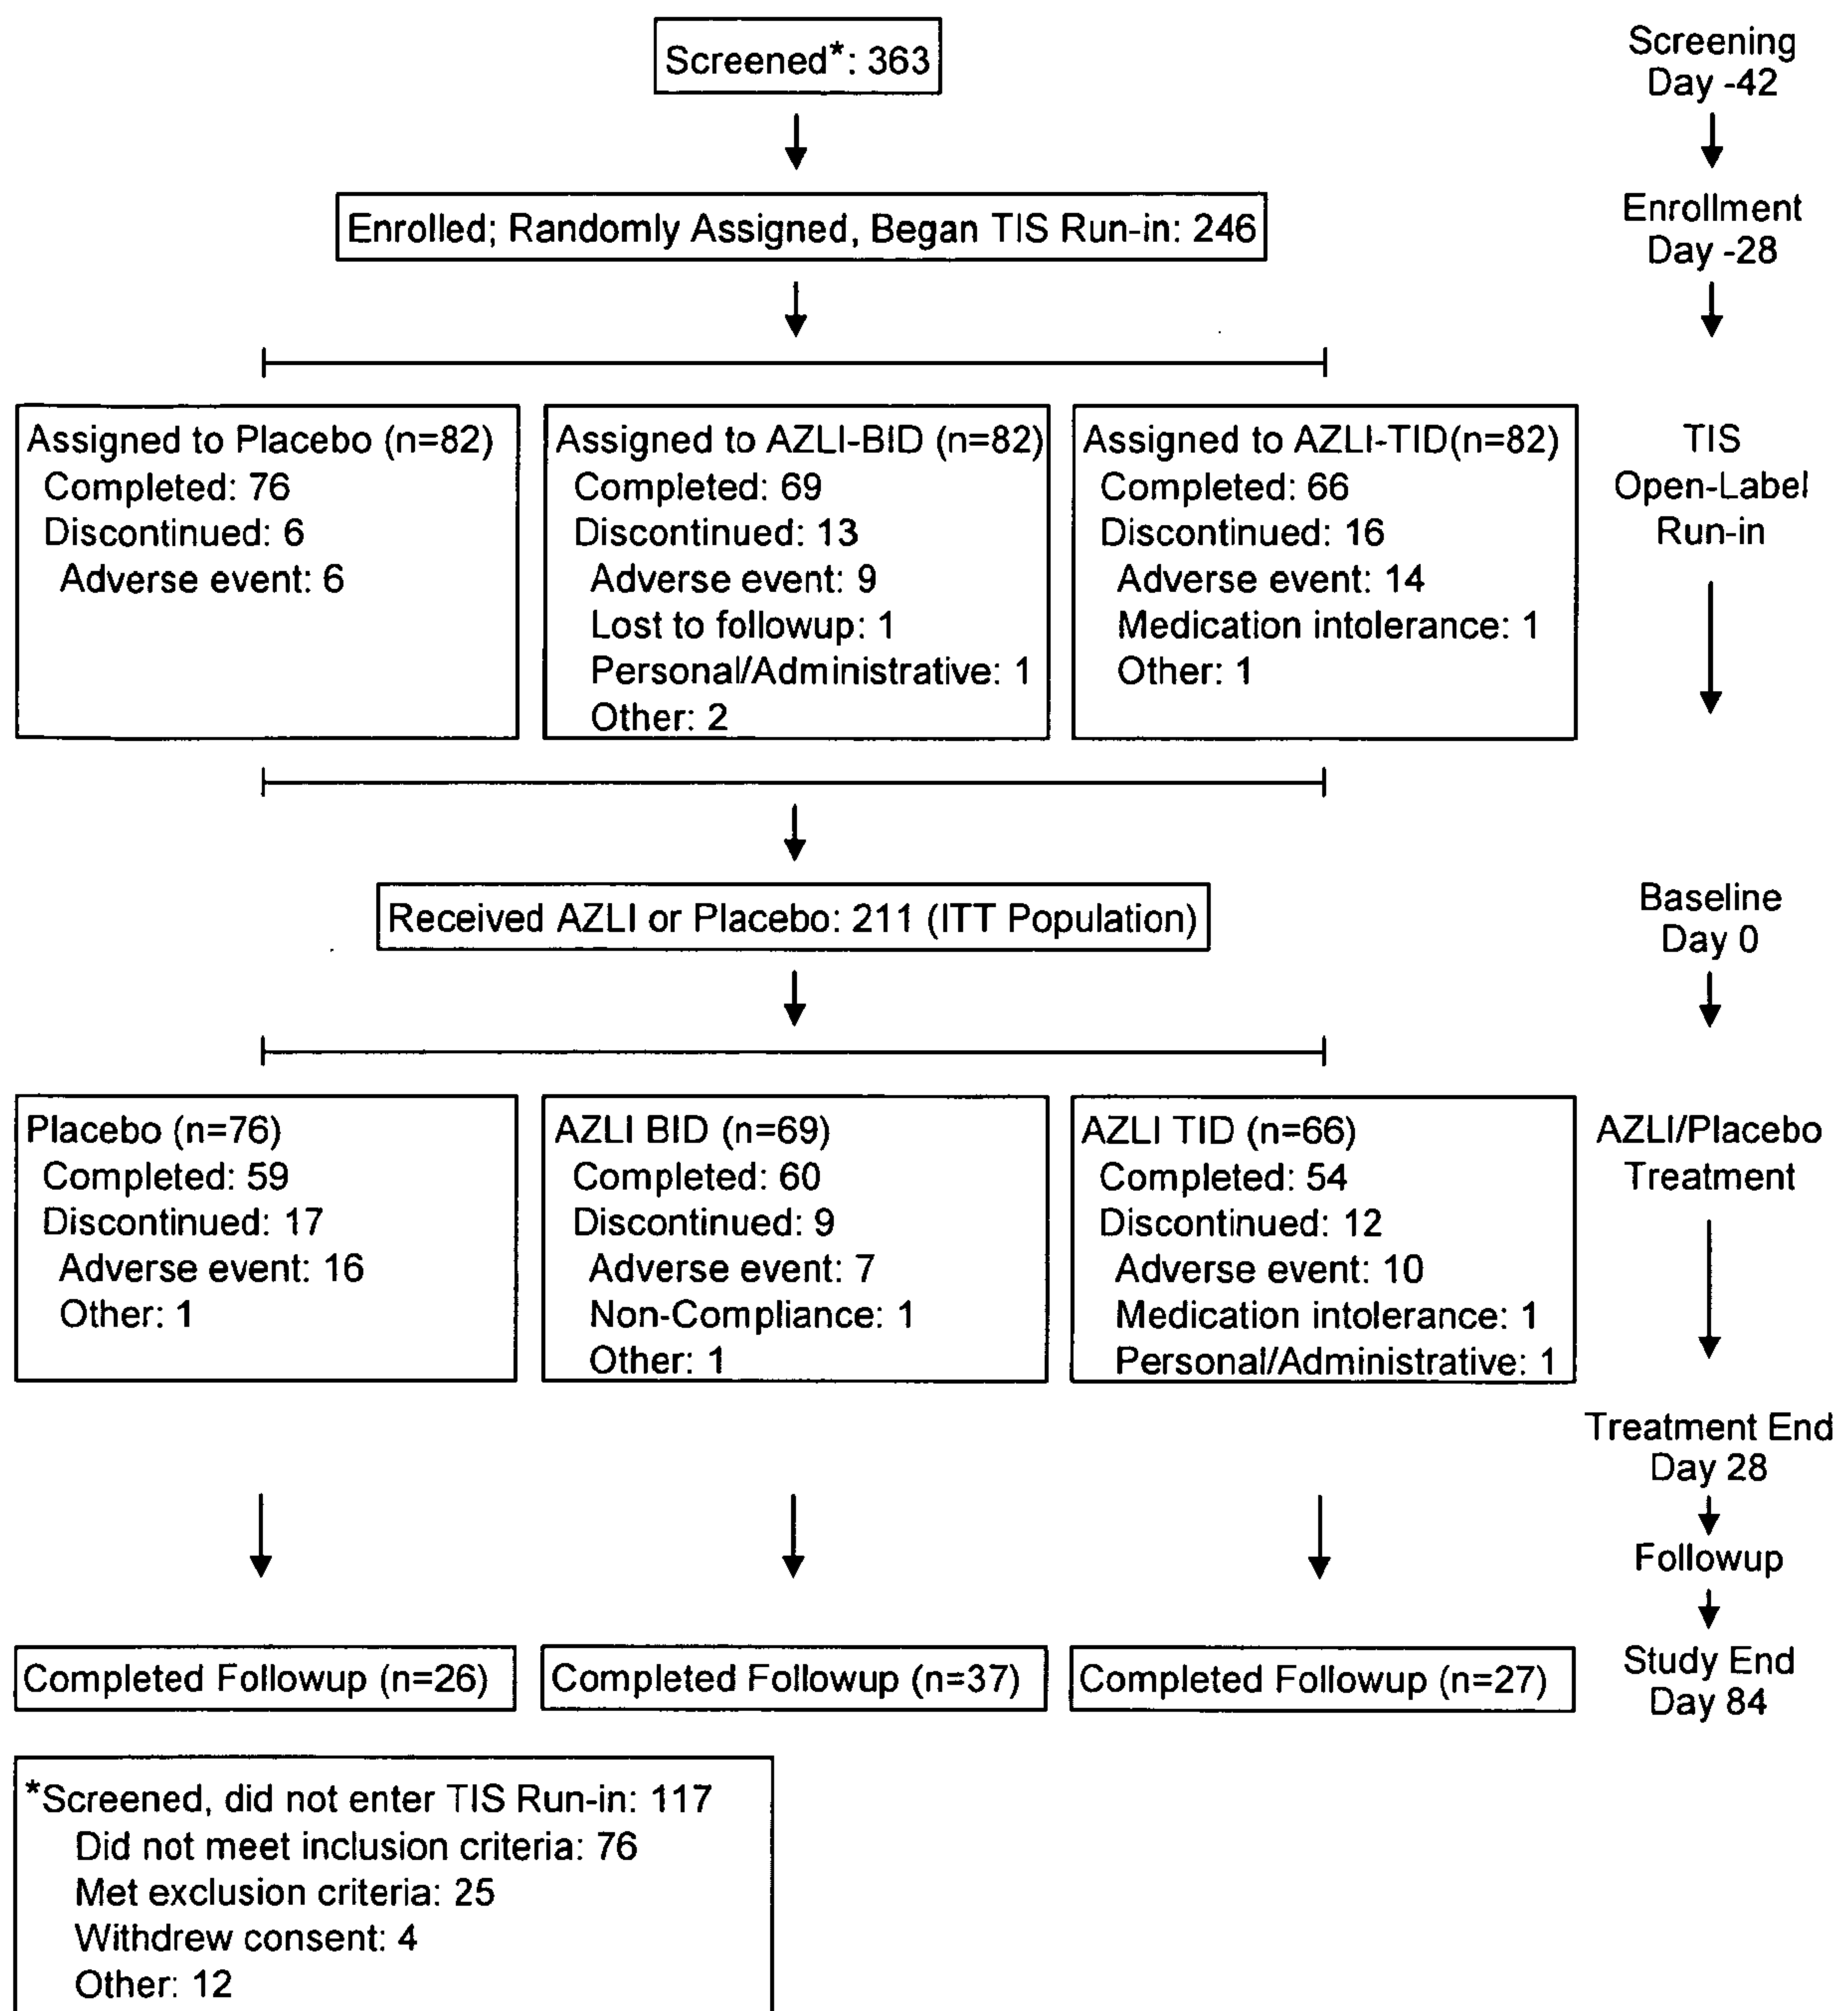 Screened*: 363
Screening
Day -42
Enrolled; Randomly Assigned, Began TIS Run-in: 246
Enrollment
Day -28
Assigned to Placebo (n=82)
Completed: 76
Discontinued: 6
Adverse event: 6
Assigned to AZLI-BID (n=82)
Completed: 69
Discontinued: 13
Adverse event: 9
Lost to followup: 1
Personal/Administrative: 1
Other: 2
Assigned to AZLI-TID(n=82)
Completed: 66
Discontinued: 16
Adverse event: 14
Medication intolerance: 1
Other: 1
TIS
Open-Label
Run-in
Received AZLI or Placebo: 211 (ITT Population)
Baseline
Day 0
Placebo (n=76)
Completed: 59
Discontinued: 17
Adverse event: 16
Other: 1
AZLI BID (n=69)
Completed: 60
Discontinued: 9
Adverse event: 7
Non-Compliance: 1
Other: 1
AZLI TID (n=66)
Completed: 54
Discontinued: 12
Adverse event: 10
Medication intolerance: 1
Personal/Administrative: 1
AZLI/Placebo
Treatment
Treatment End
Day 28
Followup
Completed Followup (n=26)
Completed Followup (n=37)
Completed Followup (n=27)
Study End
Day 84
*Screened, did not enter TIS Run-in: 117
Did not meet inclusion criteria: 76
Met exclusion criteria: 25
Withdrew consent: 4
Other: 12